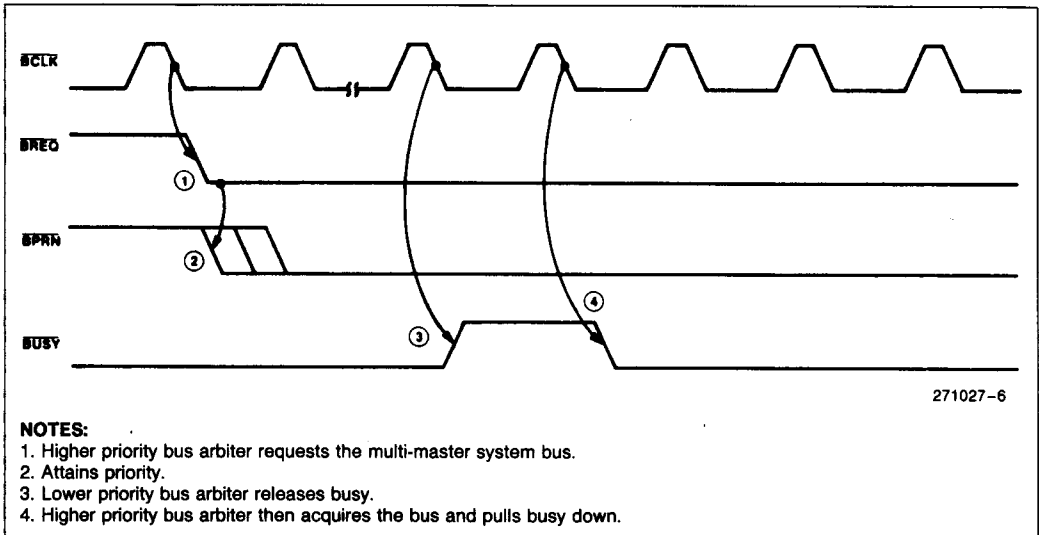 BCLK
BREQ
①
BPRN
②
④
③
BUSY
271027-6
NOTES:
1. Higher priority bus arbiter requests the multi-master system bus.
2. Attains priority.
3. Lower priority bus arbiter releases busy.
4. Higher priority bus arbiter then acquires the bus and pulls busy down.